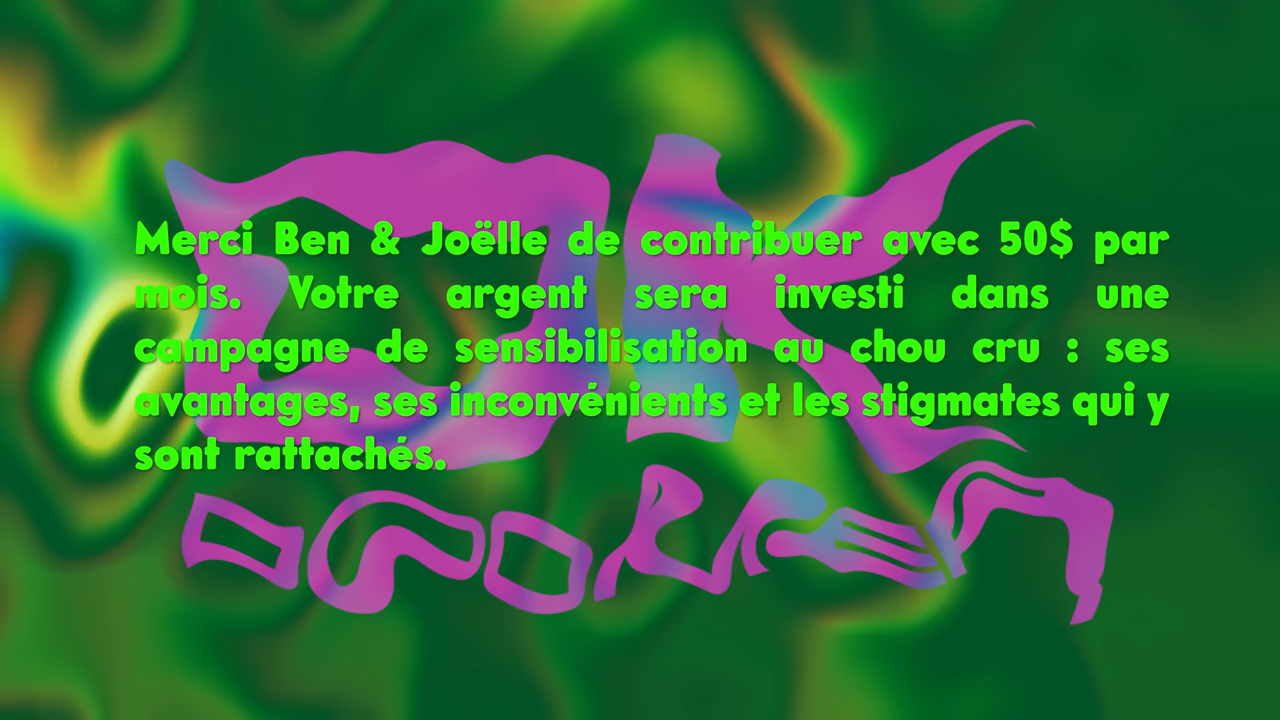 Merci Ben & Joëlle de contribuer avec 50$ par
mois. Votre argent sera investi dans une
campagne de sensibilisation au chou cru : ses
avantages, ses inconvénients et les stigmates qui y
sont rattachés.